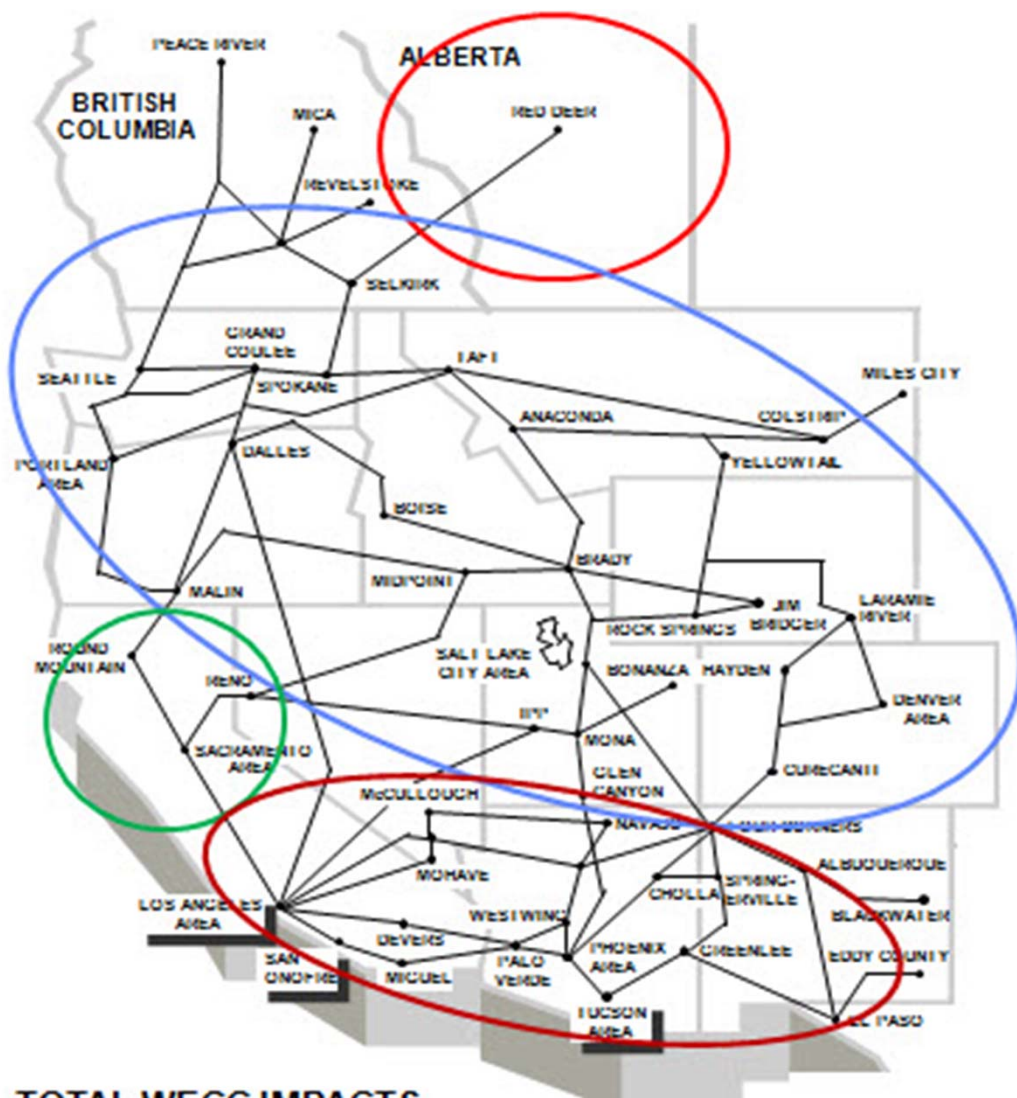 PEACE RIVER
ALBERTA
BRITISH
COLUMBIA
MICA
RED DEER
REVELSTOKE
SELKIRK
GRAND
COULEE
TAFT
SEATTLE
SPOKANE
MILES CITY
ANACONDA
COLSTRIP
DALLES
PORTLAND
AREA
YELLOWTAIL
BOISE
BRADY
MIDPOINT
MALIN
JIM
BRIDGER
LARAMIE
RIVER
ROCK SPRINGS
ROUND
MOUNTAIN
SALT LAKE
CITY AREA
BONANZA
HAYDEN
RENO
DENVER
AREA
IPP
SACRAMENTO
AREA
MONA
GLEN
CANYON
CURECANTI
McCULLOUGH
NAVAJO
FOUR CORNERS
MOHAVE
ALBUQUERQUE
CHOLLA
SPRING-
ERVILLE
LOS ANGELES
AREA
WESTWING
BLACKWATER
DEVERS
PHOENIX
AREA
GREENLEE
EDDY COUNTY
SAN
ONOFRE
MIGUEL
PALO
VERDE
TUCSON
AREA
EL PASO
TOTAL WECC IMPACTS